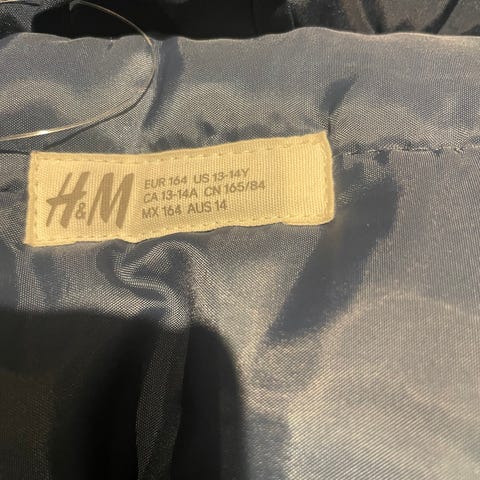 H&M
EUR 164 US 13-14Y
CA 13-14A CN 165/84
MX 164 AUS 14